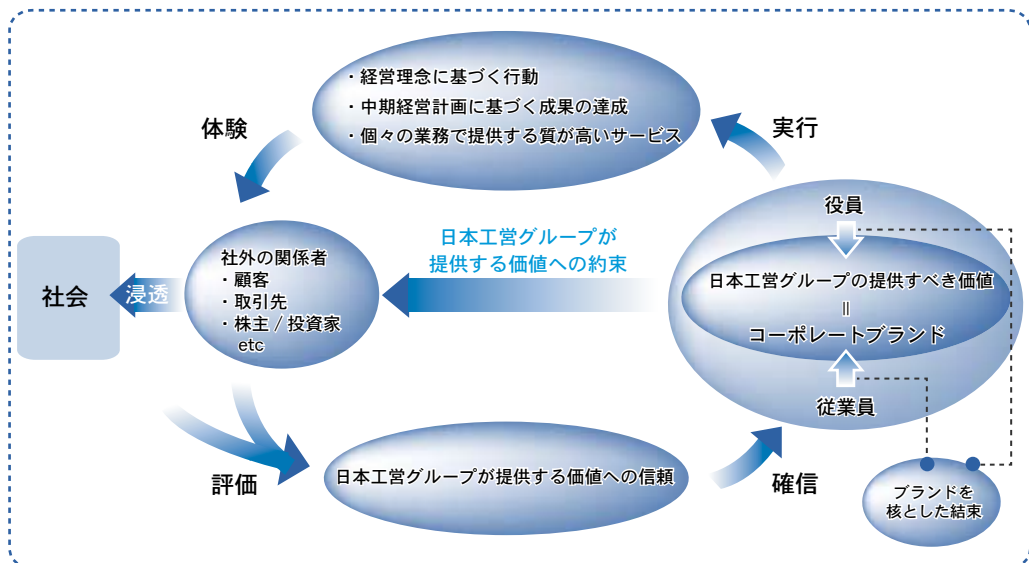 ・経営理念に基づく行動
・中期経営計画に基づく成果の達成
・個々の業務で提供する質が高いサービス
体験
実行
役員
日本工営グループの提供すべき価値
＝
コーポレートブランド
従業員
日本工営グループが
提供する価値への約束
社外の関係者
・顧客
・取引先
・株主 / 投資家
etc
浸透
社会
評価
日本工営グループが提供する価値への信頼
確信
ブランドを
核とした結束